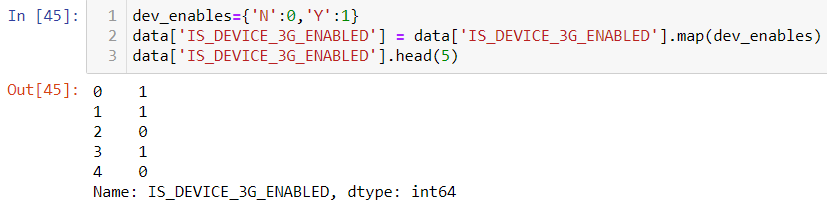 In [45]: 1 dev_enables={'N':0,'Y':1}
2 data['IS_DEVICE_3G_ENABLED'] = data['IS_DEVICE_3G_ENABLED'].map(dev_enables)
3 data['IS_DEVICE_3G_ENABLED'].head(5)
Out[45]: 0 1
1 1
2 0
3 1
4 0
Name: IS_DEVICE_3G_ENABLED, dtype: int64